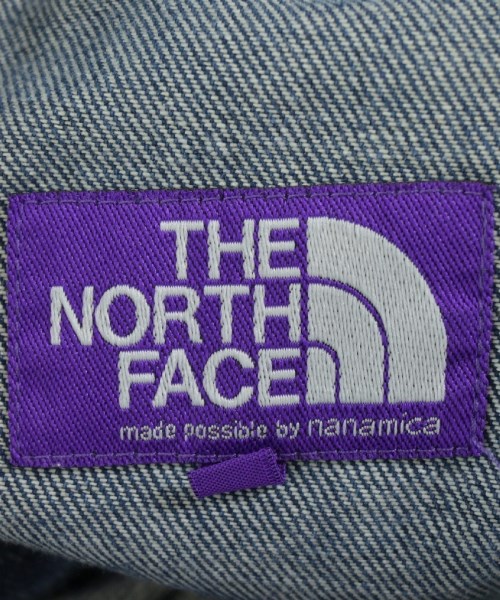 THE
NORTH
FACE
made possible by nanamica